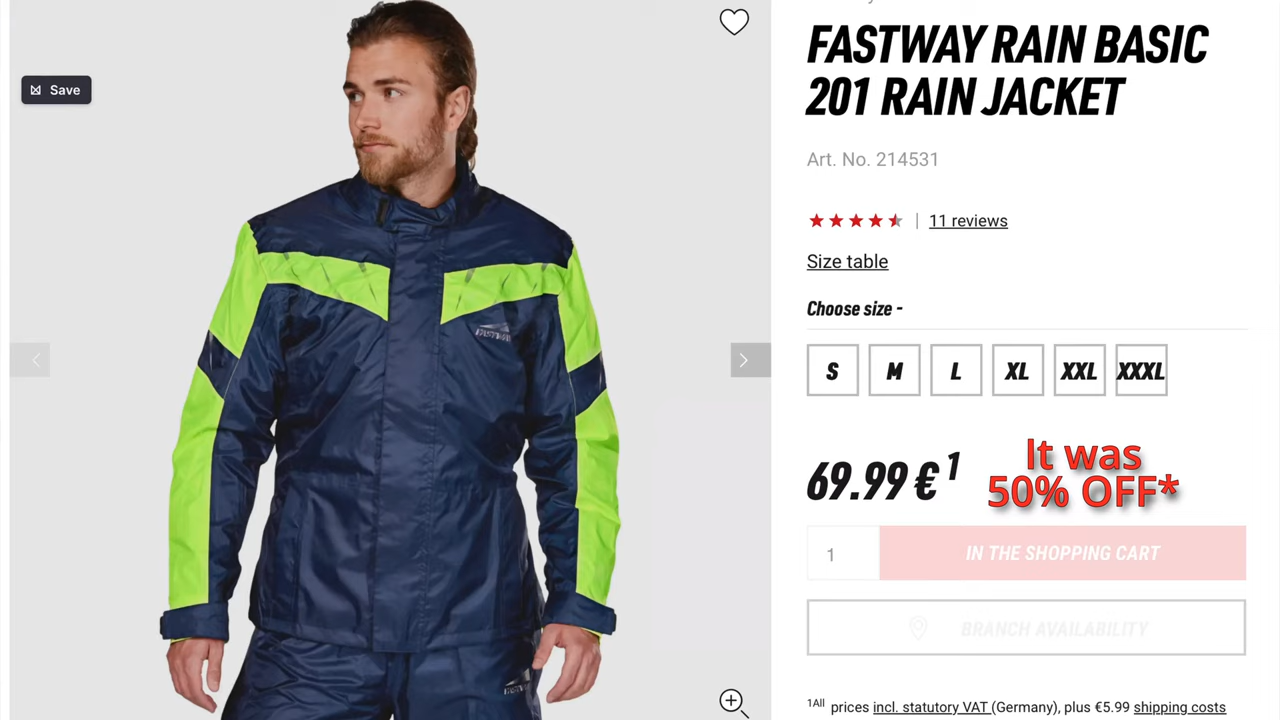 Save
FASTWAY RAIN BASIC
201 RAIN JACKET
Art. No. 214531
11 reviews
Size table
Choose size -
S M L XL XXL XXXL
69.99 € 1
It was
50% OFF*
1
IN THE SHOPPING CART
BRANCH AVAILABILITY
1All prices incl. statutory VAT (Germany), plus €5.99 shipping costs
FASTWAY
FASTWAY